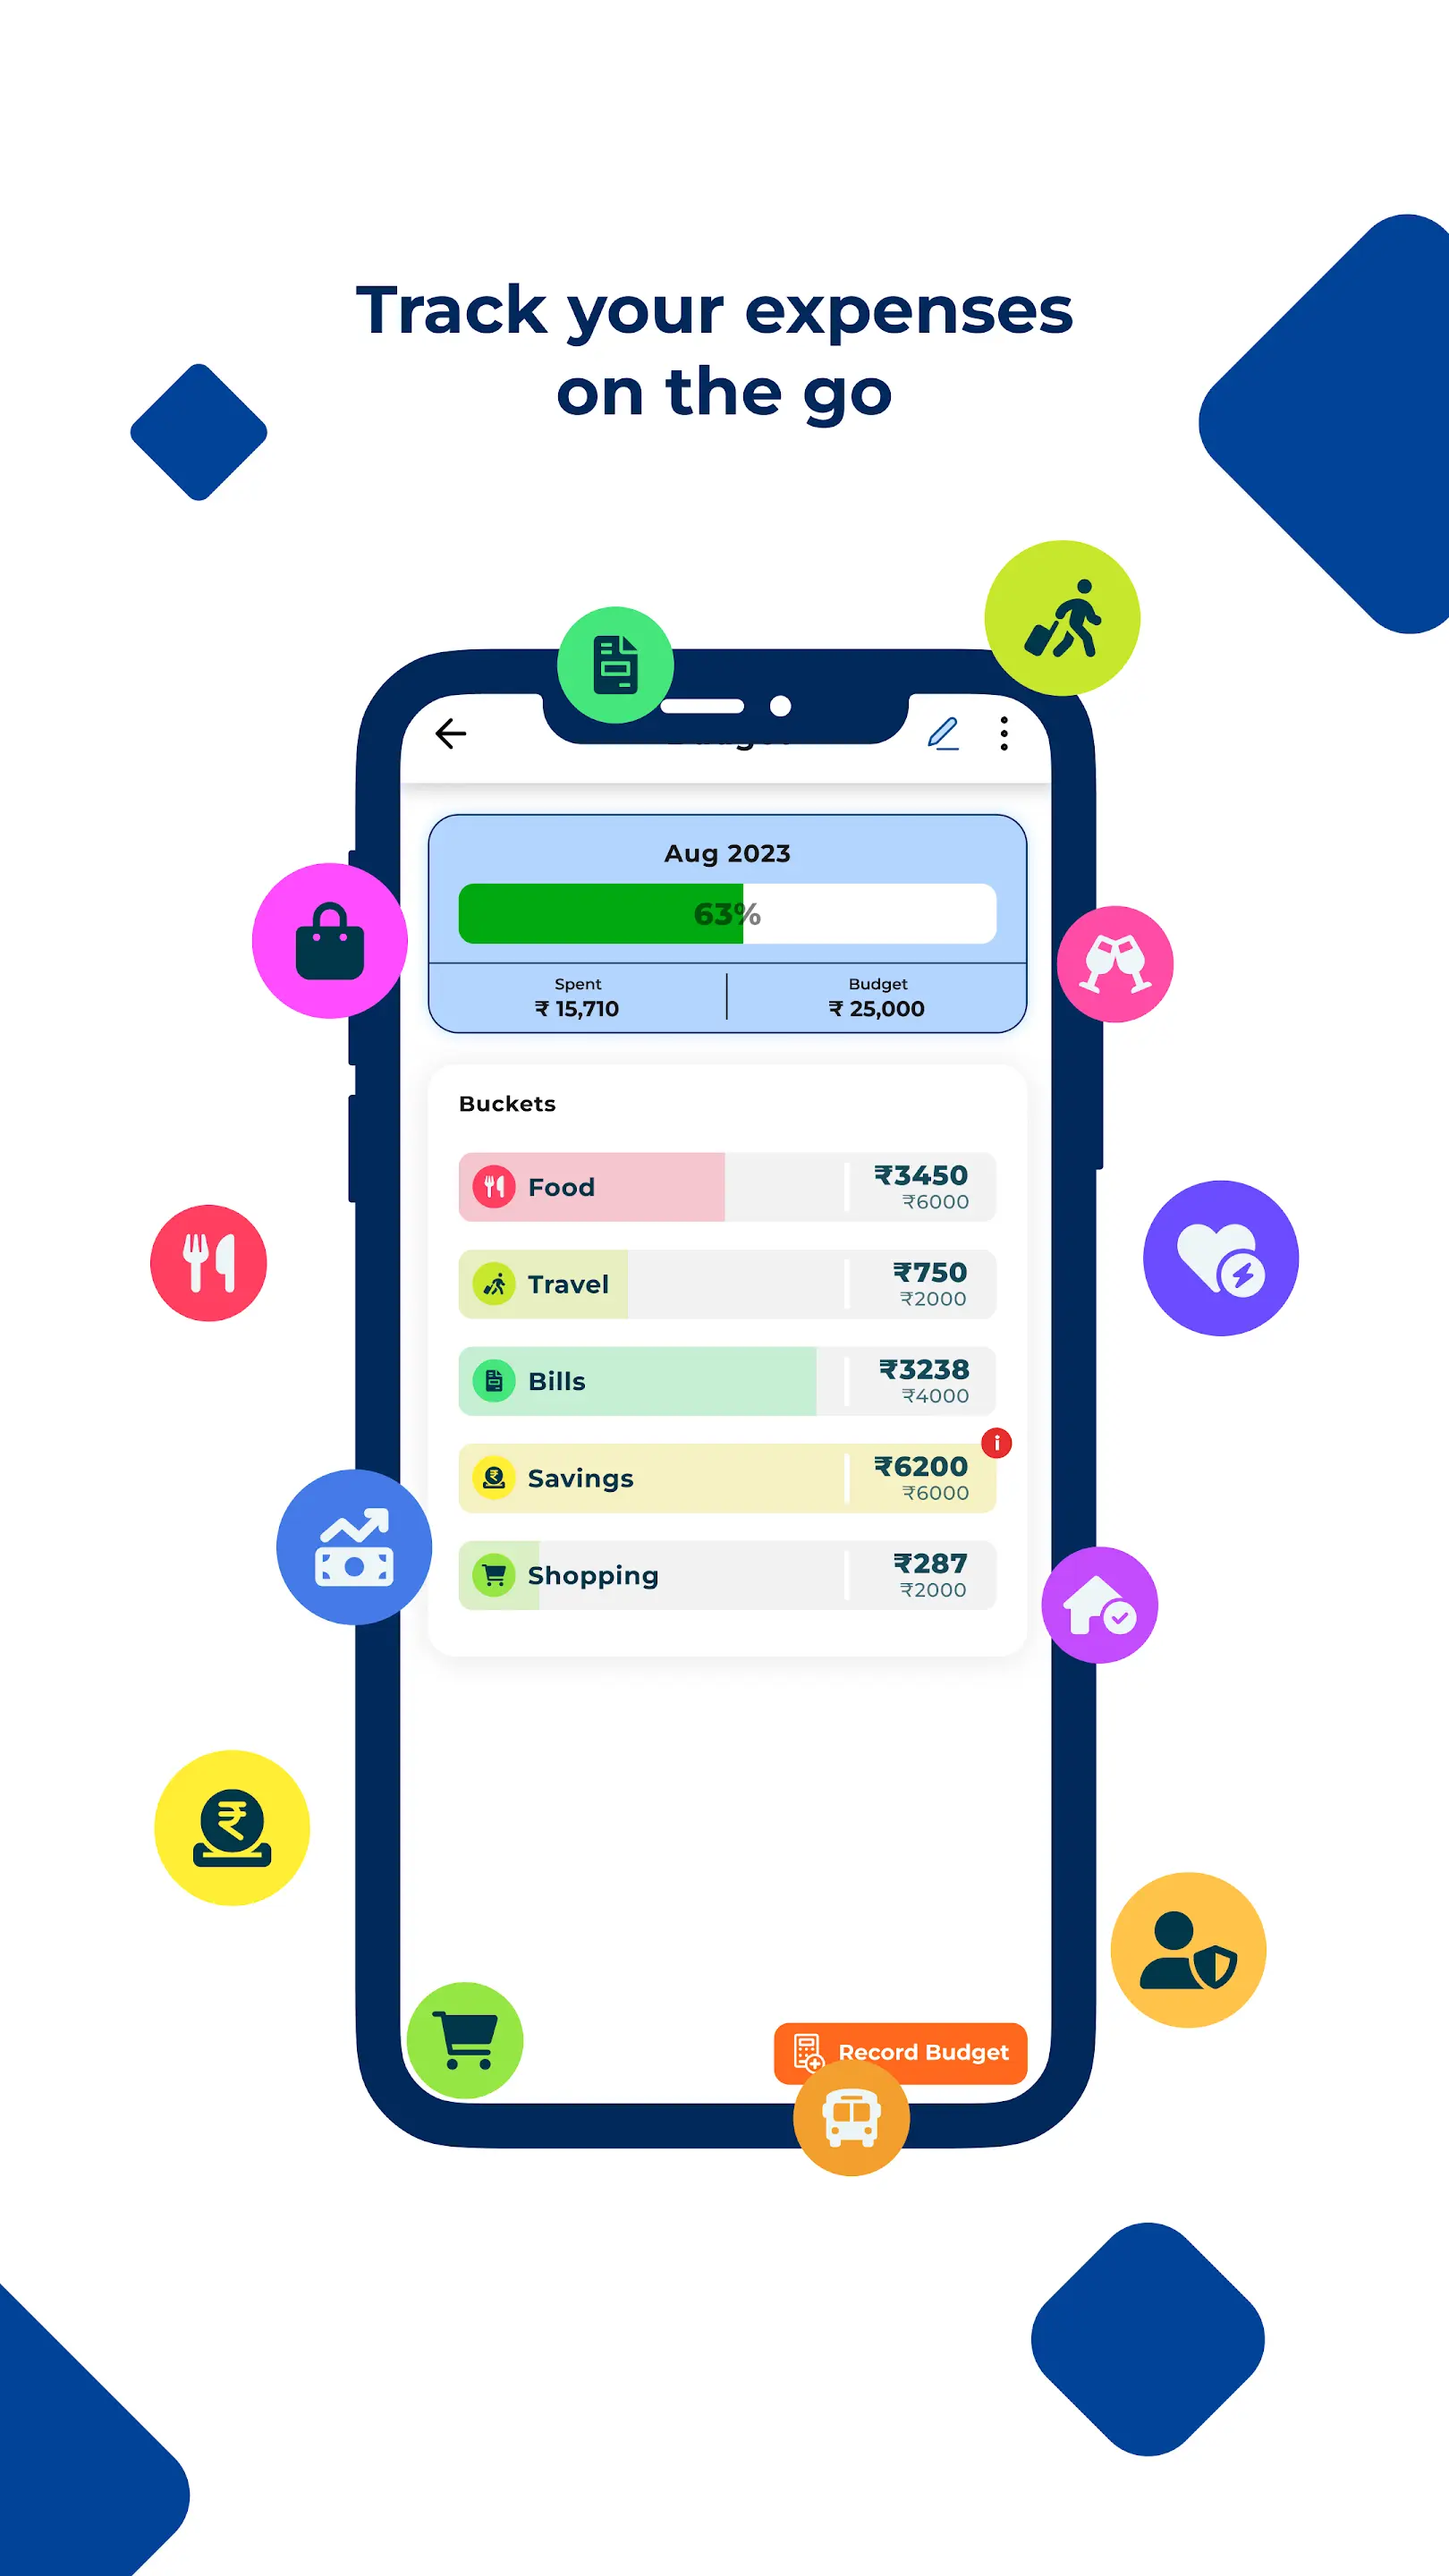 Track your expenses
on the go
Aug 2023
63%
Spent
₹ 15,710
Budget
₹ 25,000
Buckets
Food
₹3450
₹6000
Travel
₹750
₹2000
Bills
₹3238
₹4000
Savings
₹6200
₹6000
Shopping
₹287
₹2000
Record Budget